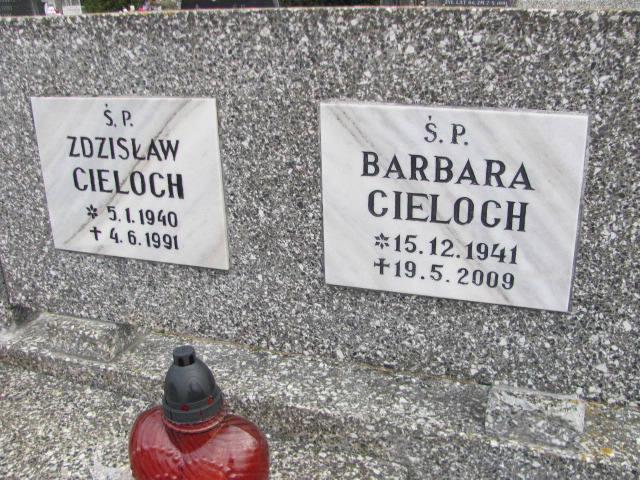 Ś. P.
ZDZISŁAW
CIELOCH
* 5.1.1940
† 4.6.1991
Ś. P.
BARBARA
CIELOCH
* 15.12.1941
† 19.5.2009